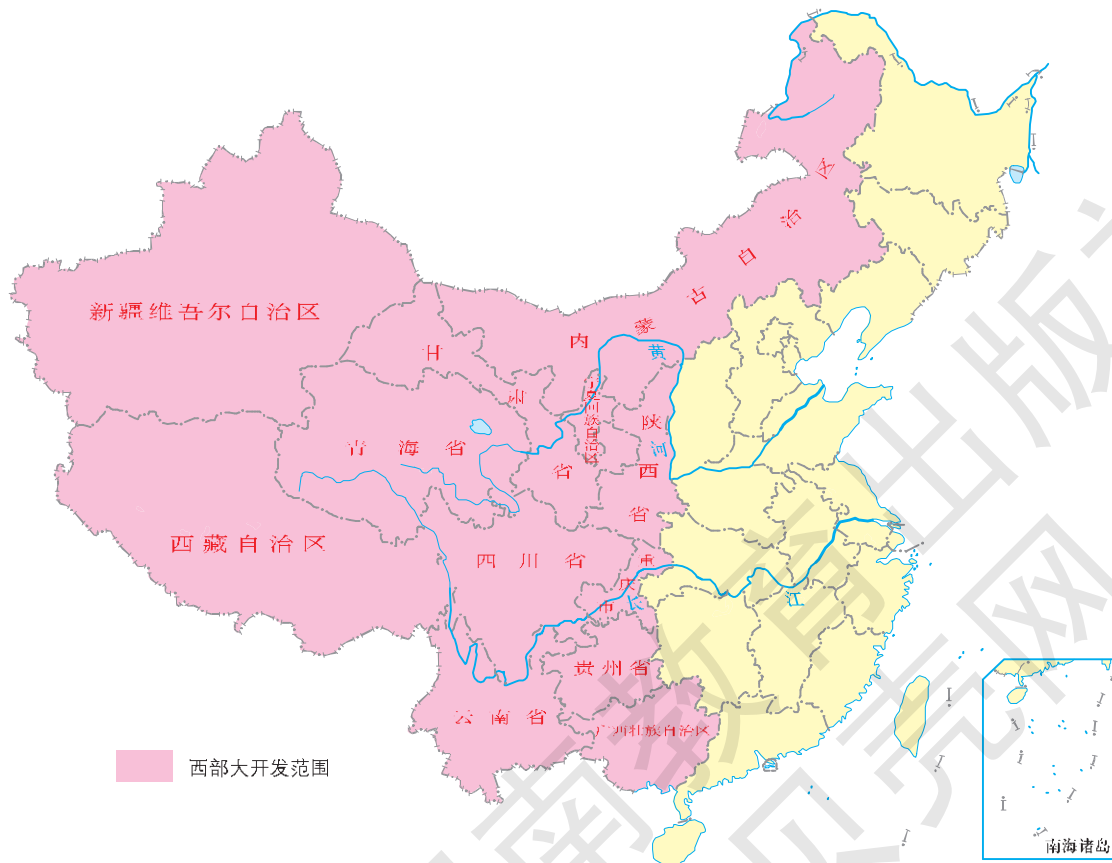 新疆维吾尔自治区
甘肃省
内蒙古自治区
宁夏回族自治区
青海省
陕西省
黄河
西藏自治区
四川省
重庆市
长江
贵州省
云南省
广西壮族自治区
西部大开发范围
南海诸岛